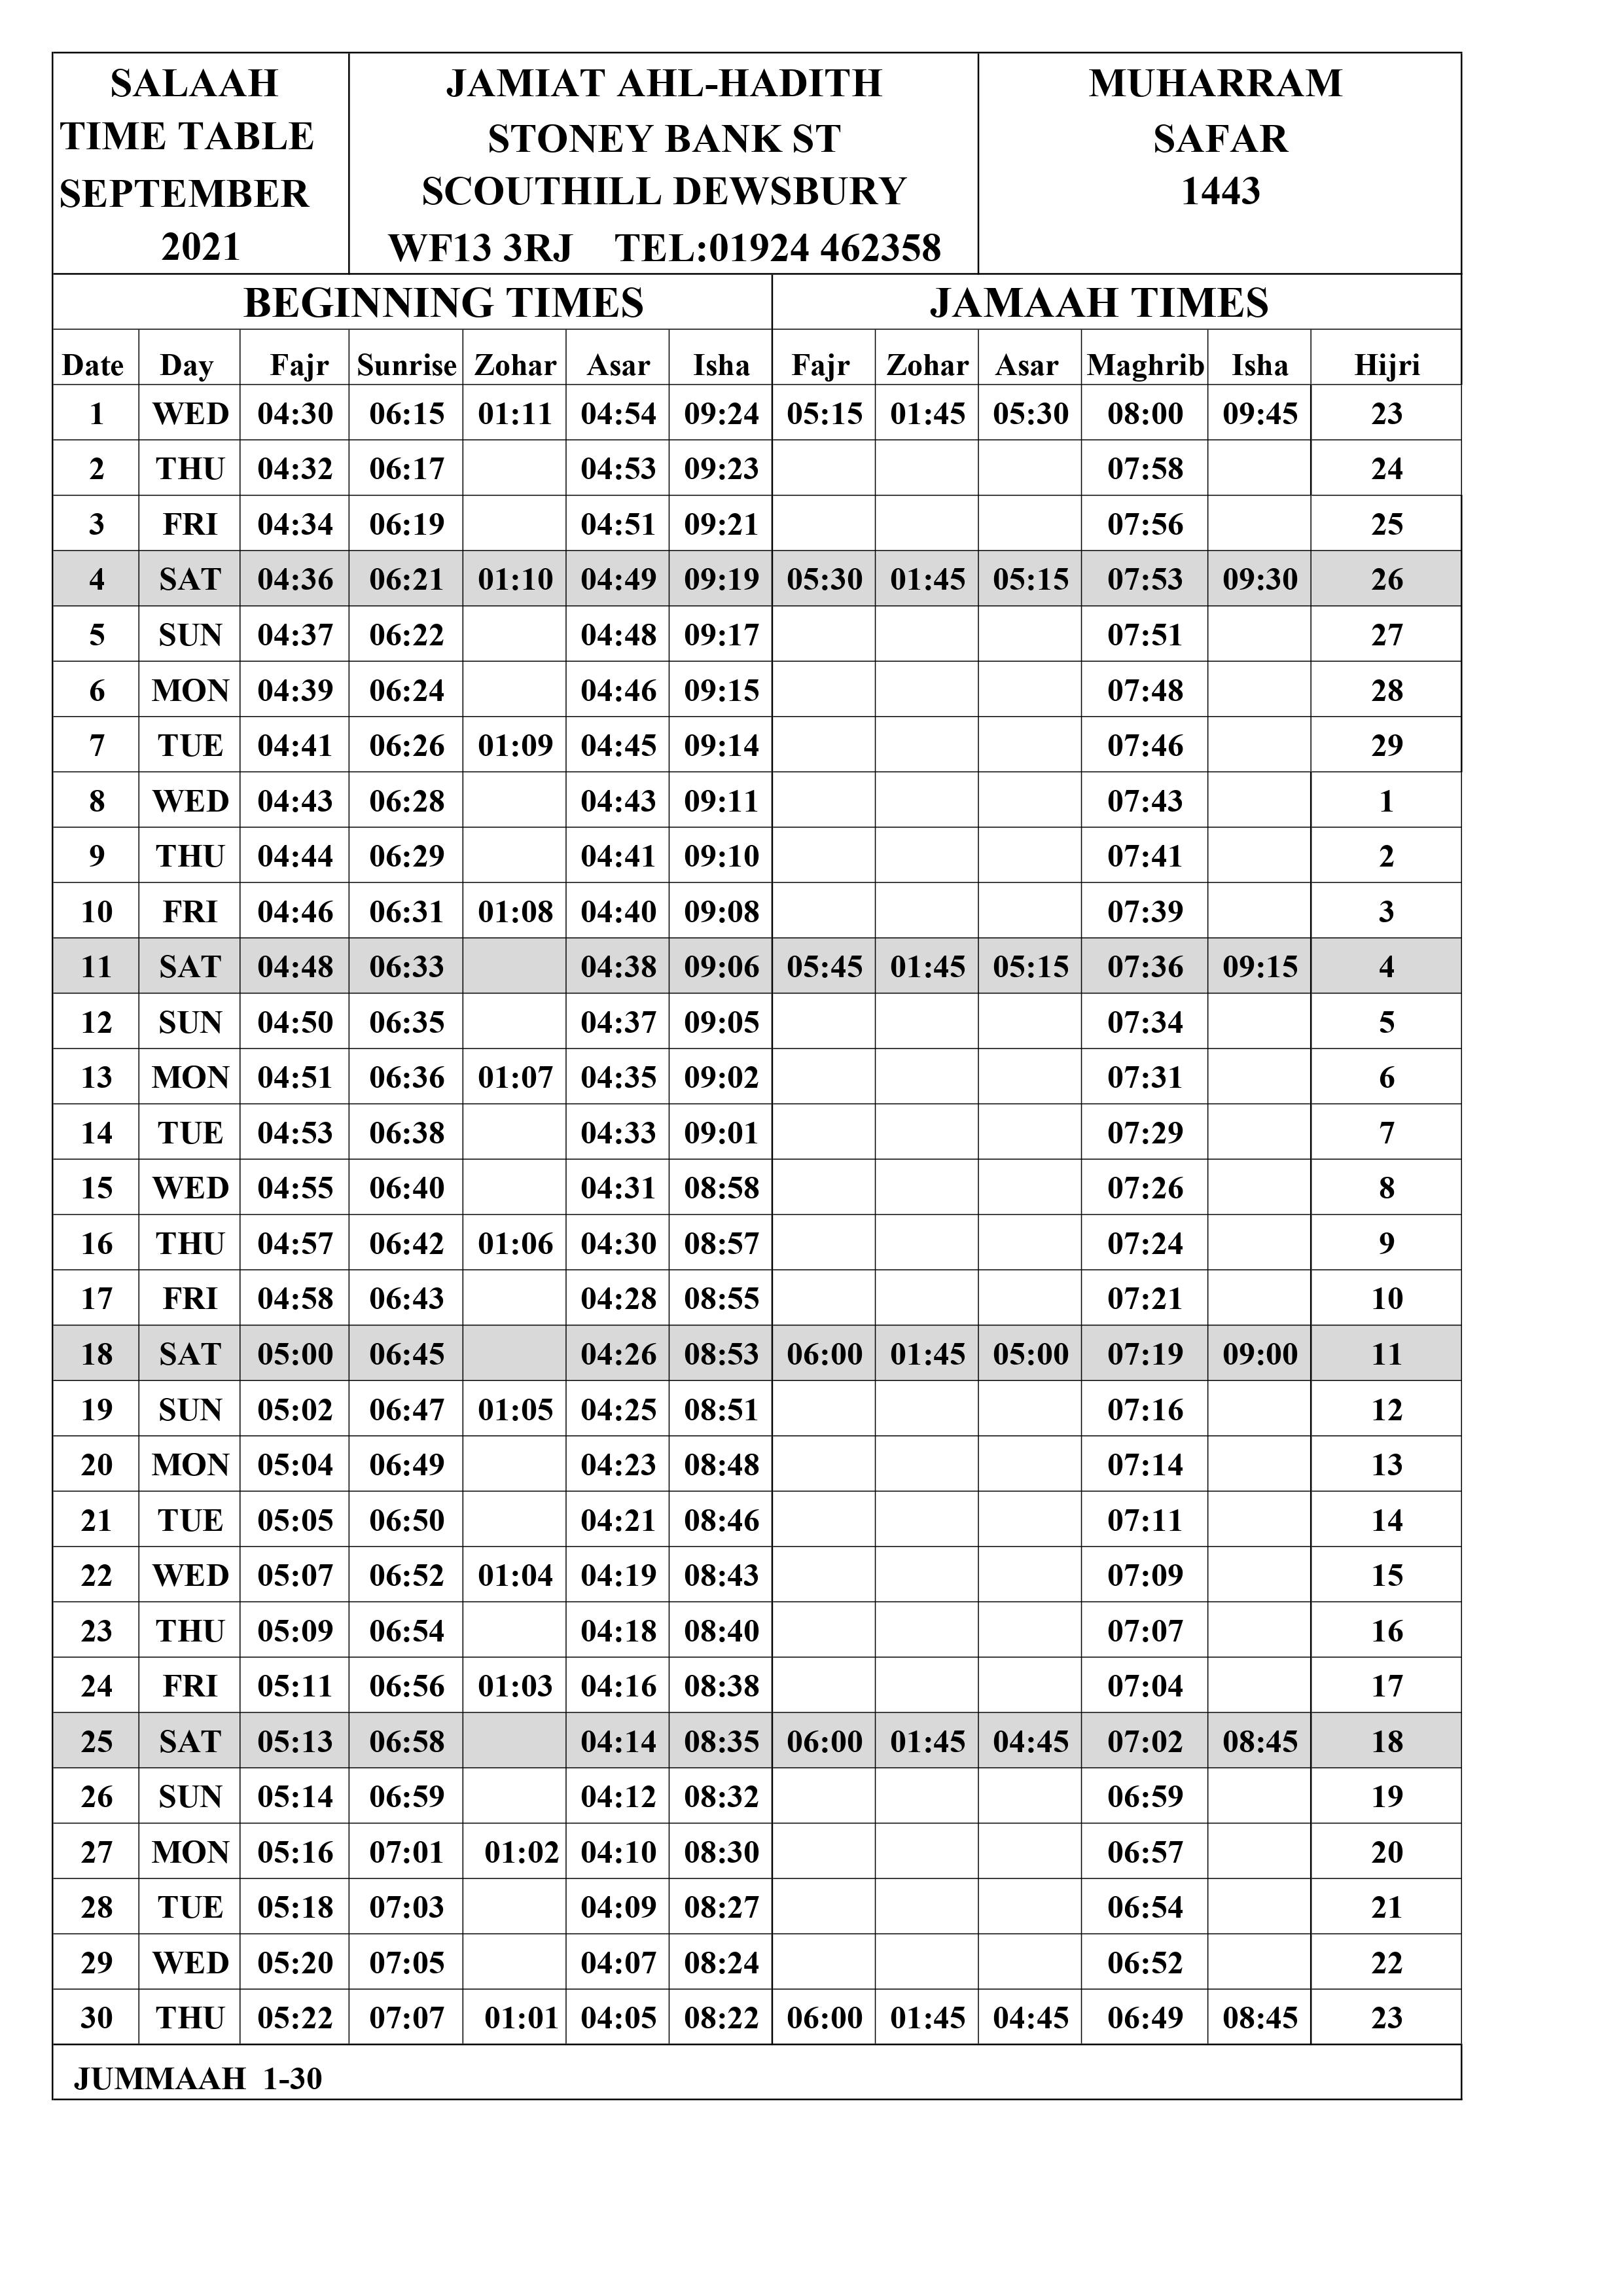 SALAAH
TIME TABLE
SEPTEMBER
2021
JAMIAT AHL-HADITH
STONEY BANK ST
SCOUTHILL DEWSBURY
WF13 3RJ TEL:01924 462358
MUHARRAM
SAFAR
1443
BEGINNING TIMES JAMAAH TIMES
Date Day Fajr Sunrise Zohar Asar Isha Fajr Zohar Asar Maghrib Isha Hijri
1 WED 04:30 06:15 01:11 04:54 09:24 05:15 01:45 05:30 08:00 09:45 23
2 THU 04:32 06:17 04:53 09:23 07:58 24
3 FRI 04:34 06:19 04:51 09:21 07:56 25
4 SAT 04:36 06:21 01:10 04:49 09:19 05:30 01:45 05:15 07:53 09:30 26
5 SUN 04:37 06:22 04:48 09:17 07:51 27
6 MON 04:39 06:24 04:46 09:15 07:48 28
7 TUE 04:41 06:26 01:09 04:45 09:14 07:46 29
8 WED 04:43 06:28 04:43 09:11 07:43 1
9 THU 04:44 06:29 04:41 09:10 07:41 2
10 FRI 04:46 06:31 01:08 04:40 09:08 07:39 3
11 SAT 04:48 06:33 04:38 09:06 05:45 01:45 05:15 07:36 09:15 4
12 SUN 04:50 06:35 04:37 09:05 07:34 5
13 MON 04:51 06:36 01:07 04:35 09:02 07:31 6
14 TUE 04:53 06:38 04:33 09:01 07:29 7
15 WED 04:55 06:40 04:31 08:58 07:26 8
16 THU 04:57 06:42 01:06 04:30 08:57 07:24 9
17 FRI 04:58 06:43 04:28 08:55 07:21 10
18 SAT 05:00 06:45 04:26 08:53 06:00 01:45 05:00 07:19 09:00 11
19 SUN 05:02 06:47 01:05 04:25 08:51 07:16 12
20 MON 05:04 06:49 04:23 08:48 07:14 13
21 TUE 05:05 06:50 04:21 08:46 07:11 14
22 WED 05:07 06:52 01:04 04:19 08:43 07:09 15
23 THU 05:09 06:54 04:18 08:40 07:07 16
24 FRI 05:11 06:56 01:03 04:16 08:38 07:04 17
25 SAT 05:13 06:58 04:14 08:35 06:00 01:45 04:45 07:02 08:45 18
26 SUN 05:14 06:59 04:12 08:32 06:59 19
27 MON 05:16 07:01 01:02 04:10 08:30 06:57 20
28 TUE 05:18 07:03 04:09 08:27 06:54 21
29 WED 05:20 07:05 04:07 08:24 06:52 22
30 THU 05:22 07:07 01:01 04:05 08:22 06:00 01:45 04:45 06:49 08:45 23
JUMMAAH 1-30